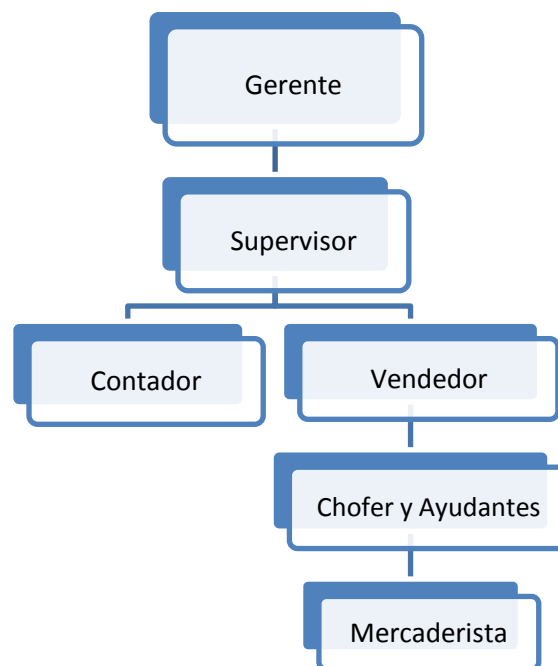 Gerente
Supervisor
Contador
Vendedor
Chofer y Ayudantes
Mercaderista